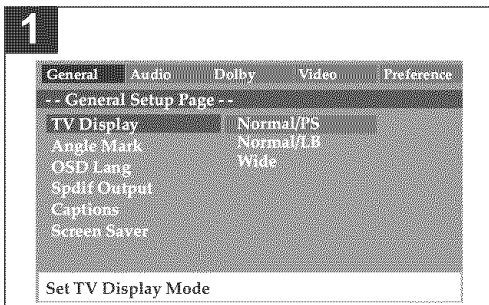 1
General Audio Dolby Video Preference
- - General Setup Page - -
TV Display Normal/PS
Angle Mark Normal/LB
OSD Lang Wide
Spdif Output
Captions
Screen Saver
Set TV Display Mode